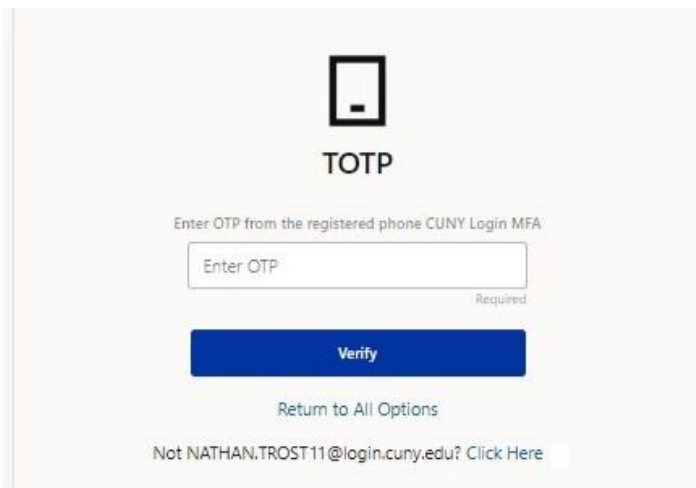 TOTP
Enter OTP from the registered phone CUNY Login MFA
Enter OTP
Required
Verify
Return to All Options
Not NATHAN.TROST11@login.cuny.edu? Click Here